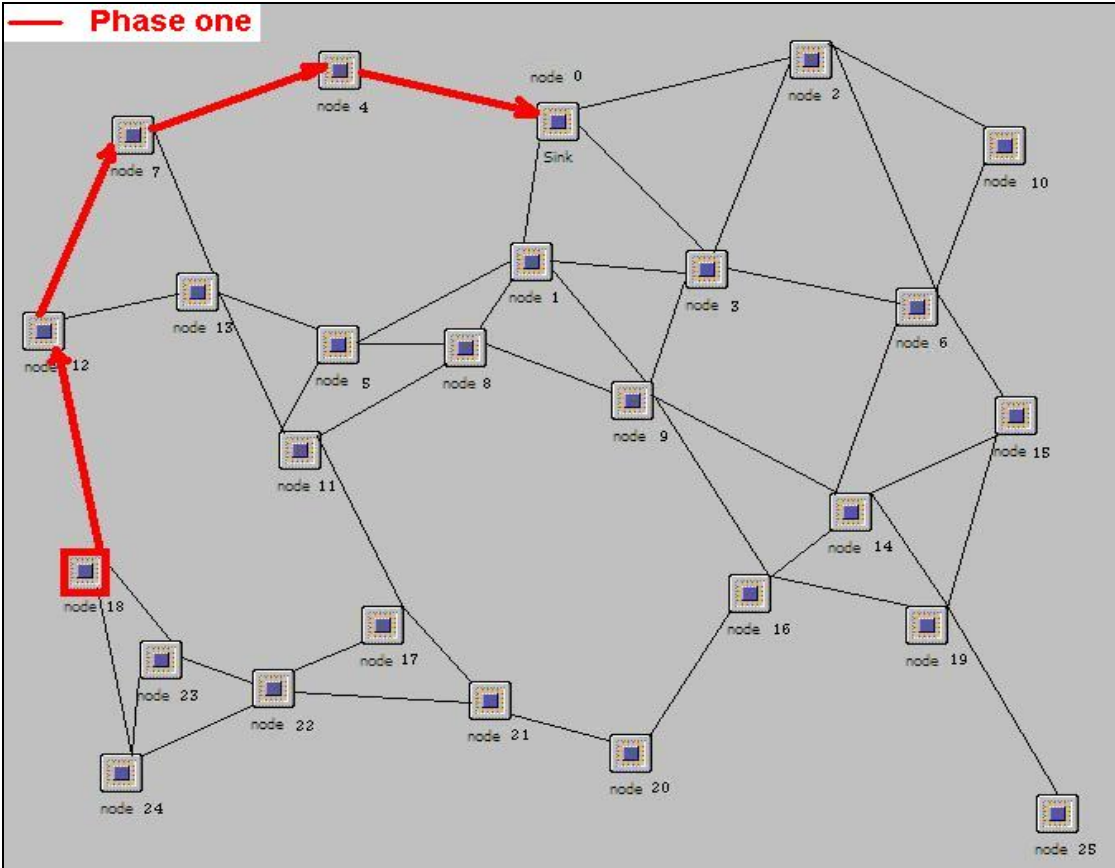 Phase one
node 0
node 2
node 4
Sink
node 7
node 10
node 1
node 3
node 13
node 6
node 12
node 5
node 8
node 9
node 15
node 11
node 14
node 18
node 16
node 17
node 19
node 23
node 22
node 21
node 20
node 24
node 25